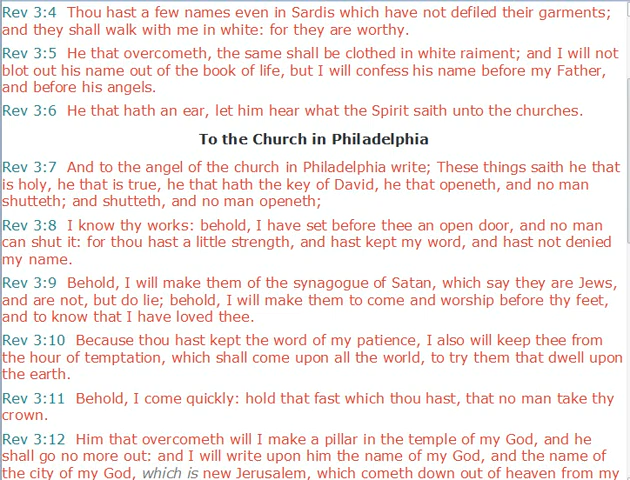 Rev 3:4 Thou hast a few names even in Sardis which have not defiled their garments;
and they shall walk with me in white: for they are worthy.
Rev 3:5 He that overcometh, the same shall be clothed in white raiment; and I will not
blot out his name out of the book of life, but I will confess his name before my Father,
and before his angels.
Rev 3:6 He that hath an ear, let him hear what the Spirit saith unto the churches.
To the Church in Philadelphia
Rev 3:7 And to the angel of the church in Philadelphia write; These things saith he that
is holy, he that is true, he that hath the key of David, he that openeth, and no man
shutteth; and shutteth, and no man openeth;
Rev 3:8 I know thy works: behold, I have set before thee an open door, and no man
can shut it: for thou hast a little strength, and hast kept my word, and hast not denied
my name.
Rev 3:9 Behold, I will make them of the synagogue of Satan, which say they are Jews,
and are not, but do lie; behold, I will make them to come and worship before thy feet,
and to know that I have loved thee.
Rev 3:10 Because thou hast kept the word of my patience, I also will keep thee from
the hour of temptation, which shall come upon all the world, to try them that dwell upon
the earth.
Rev 3:11 Behold, I come quickly: hold that fast which thou hast, that no man take thy
crown.
Rev 3:12 Him that overcometh will I make a pillar in the temple of my God, and he
shall go no more out: and I will write upon him the name of my God, and the name of
the city of my God, which is new Jerusalem, which cometh down out of heaven from my